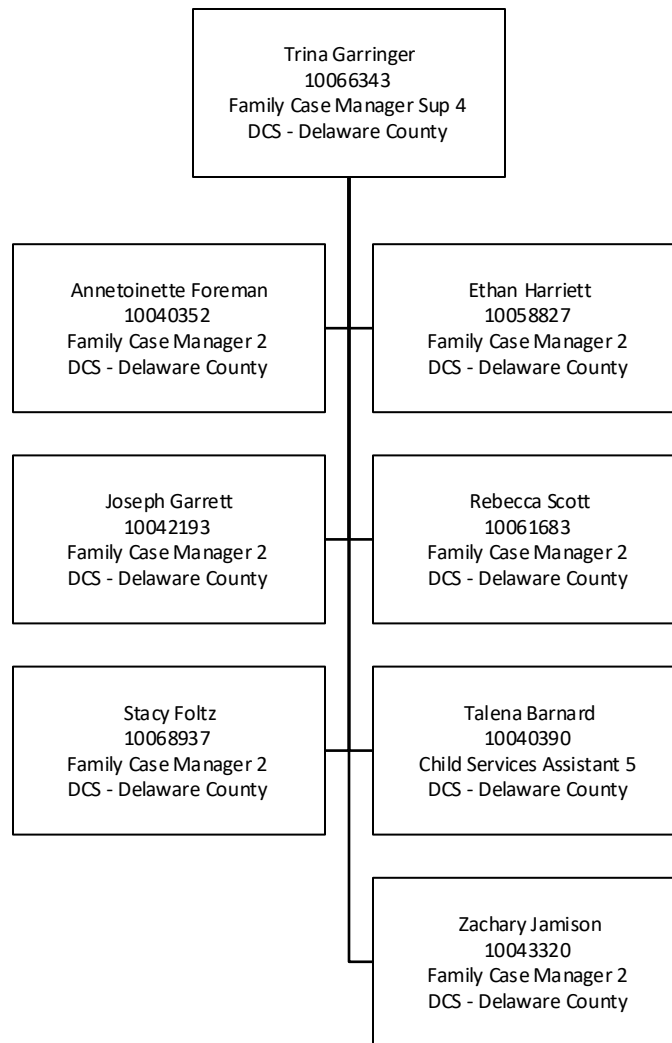 Trina Garringer
10066343
Family Case Manager Sup 4
DCS - Delaware County
Annetoinette Foreman
10040352
Family Case Manager 2
DCS - Delaware County
Ethan Harriett
10058827
Family Case Manager 2
DCS - Delaware County
Joseph Garrett
10042193
Family Case Manager 2
DCS - Delaware County
Rebecca Scott
10061683
Family Case Manager 2
DCS - Delaware County
Stacy Foltz
10068937
Family Case Manager 2
DCS - Delaware County
Talena Barnard
10040390
Child Services Assistant 5
DCS - Delaware County
Zachary Jamison
10043320
Family Case Manager 2
DCS - Delaware County